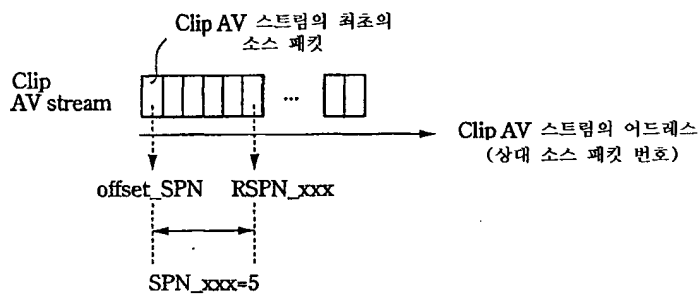 Clip AV 스트림의 최초의
소스 패킷
Clip
AV stream
...
Clip AV 스트림의 어드레스
(상대 소스 패킷 번호)
offset_SPN RSPN_xxx
SPN_xxx=5